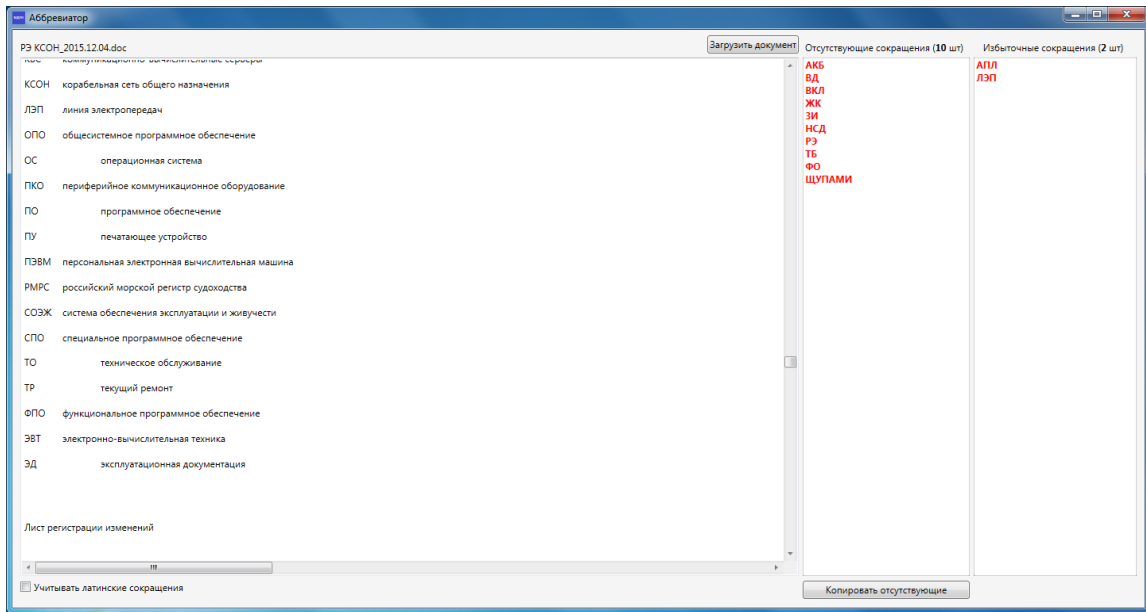 Аббревиатор
РЭ КСОН_2015.12.04.doc
Загрузить документ
Отсутствующие сокращения (10 шт)
Избыточные сокращения (2 шт)
КВС коммуникационно-вычислительные серверы
КСОН корабельная сеть общего назначения
ЛЭП линия электропередач
ОПО общесистемное программное обеспечение
ОС операционная система
ПКО периферийное коммуникационное оборудование
ПО программное обеспечение
ПУ печатающее устройство
ПЭВМ персональная электронная вычислительная машина
РМРС российский морской регистр судоходства
СОЭЖ система обеспечения эксплуатации и живучести
СПО специальное программное обеспечение
ТО техническое обслуживание
ТР текущий ремонт
ФПО функциональное программное обеспечение
ЭВТ электронно-вычислительная техника
ЭД эксплуатационная документация
Лист регистрации изменений
АКБ
ВД
ВКЛ
ЖК
ЗИ
НСД
РЭ
ТБ
ФО
ЩУПАМИ
АПЛ
ЛЭП
Учитывать латинские сокращения
Копировать отсутствующие